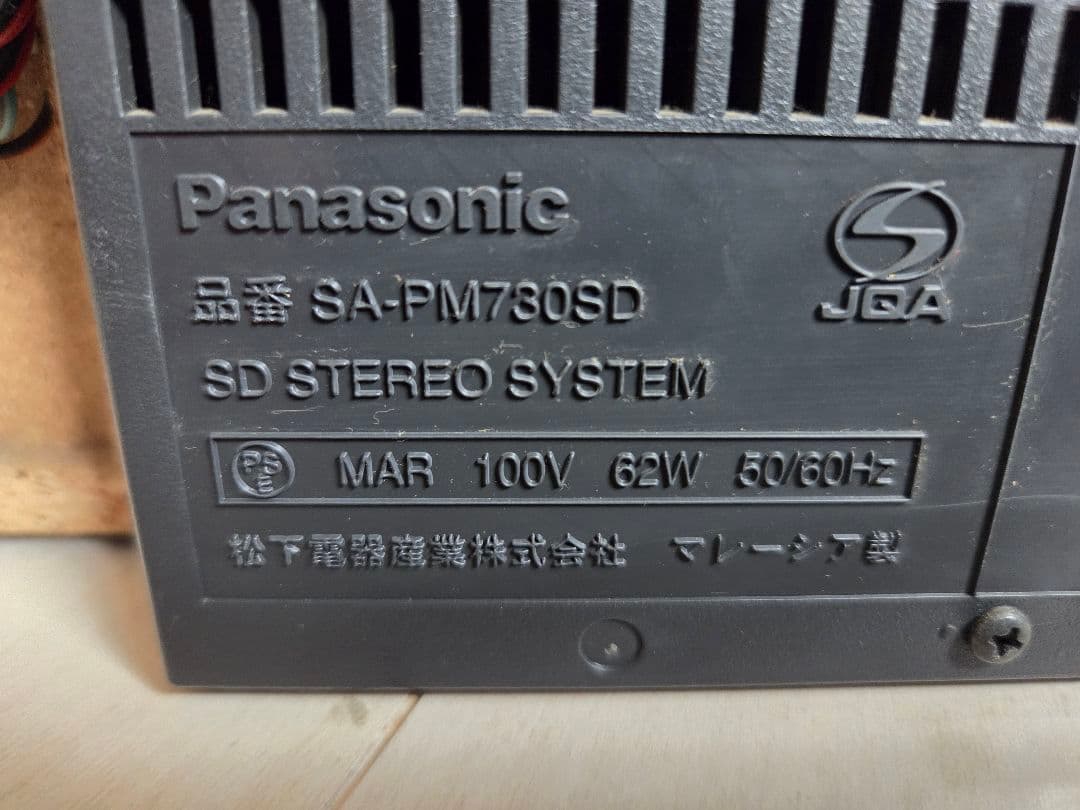 Panasonic
JQA
品番 SA-PM730SD
SD STEREO SYSTEM
PSE MAR 100V 62W 50/60Hz
松下電器産業株式会社 マレーシア製